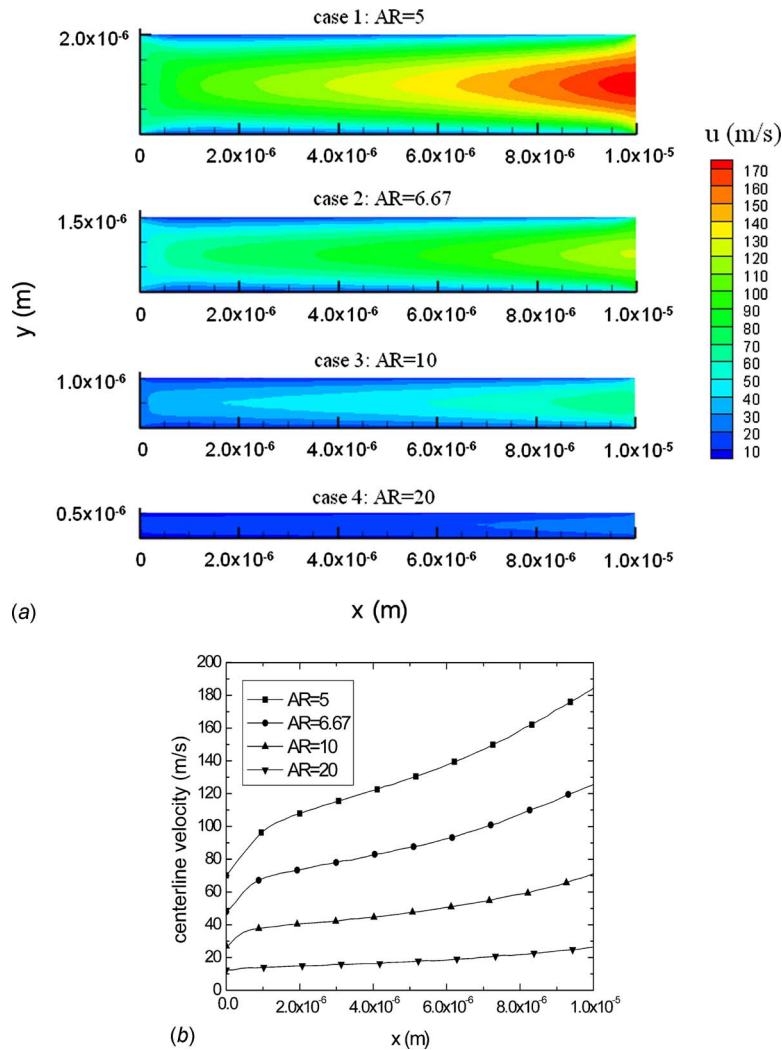 case 1: AR=5
2.0x10⁻⁶
0 2.0x10⁻⁶ 4.0x10⁻⁶ 6.0x10⁻⁶ 8.0x10⁻⁶ 1.0x10⁻⁵
case 2: AR=6.67
1.5x10⁻⁶
0 2.0x10⁻⁶ 4.0x10⁻⁶ 6.0x10⁻⁶ 8.0x10⁻⁶ 1.0x10⁻⁵
y (m)
case 3: AR=10
1.0x10⁻⁶
0 2.0x10⁻⁶ 4.0x10⁻⁶ 6.0x10⁻⁶ 8.0x10⁻⁶ 1.0x10⁻⁵
case 4: AR=20
0.5x10⁻⁶
0 2.0x10⁻⁶ 4.0x10⁻⁶ 6.0x10⁻⁶ 8.0x10⁻⁶ 1.0x10⁻⁵
(a)
x (m)
u (m/s)
170
160
150
140
130
120
110
100
90
80
70
60
50
40
30
20
10
200
180
160
140
120
100
80
60
40
20
0
centerline velocity (m/s)
AR=5
AR=6.67
AR=10
AR=20
0.0 2.0x10⁻⁶ 4.0x10⁻⁶ 6.0x10⁻⁶ 8.0x10⁻⁶ 1.0x10⁻⁵
(b)
x (m)